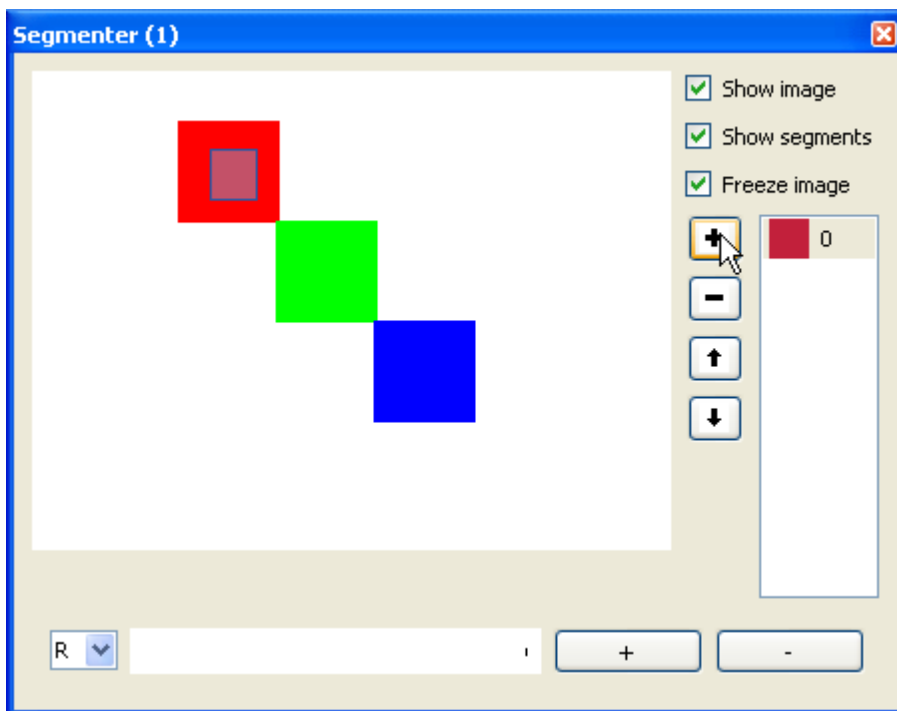 Segmenter (1)
Show image
Show segments
Freeze image
0
R
+
-